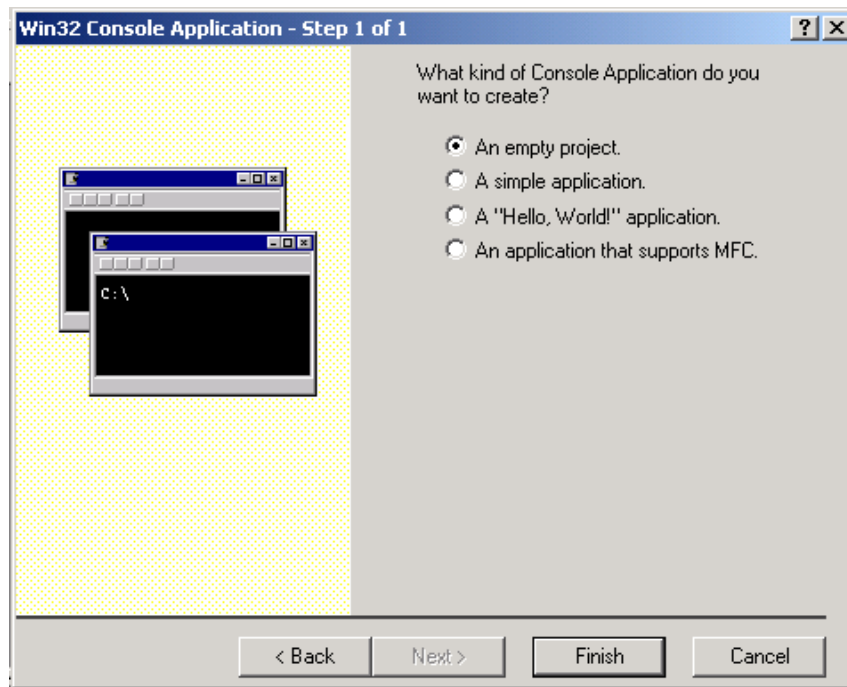 Win32 Console Application - Step 1 of 1
What kind of Console Application do you
want to create?
An empty project.
A simple application.
A "Hello, World!" application.
An application that supports MFC.
C:\
< Back
Next >
Finish
Cancel